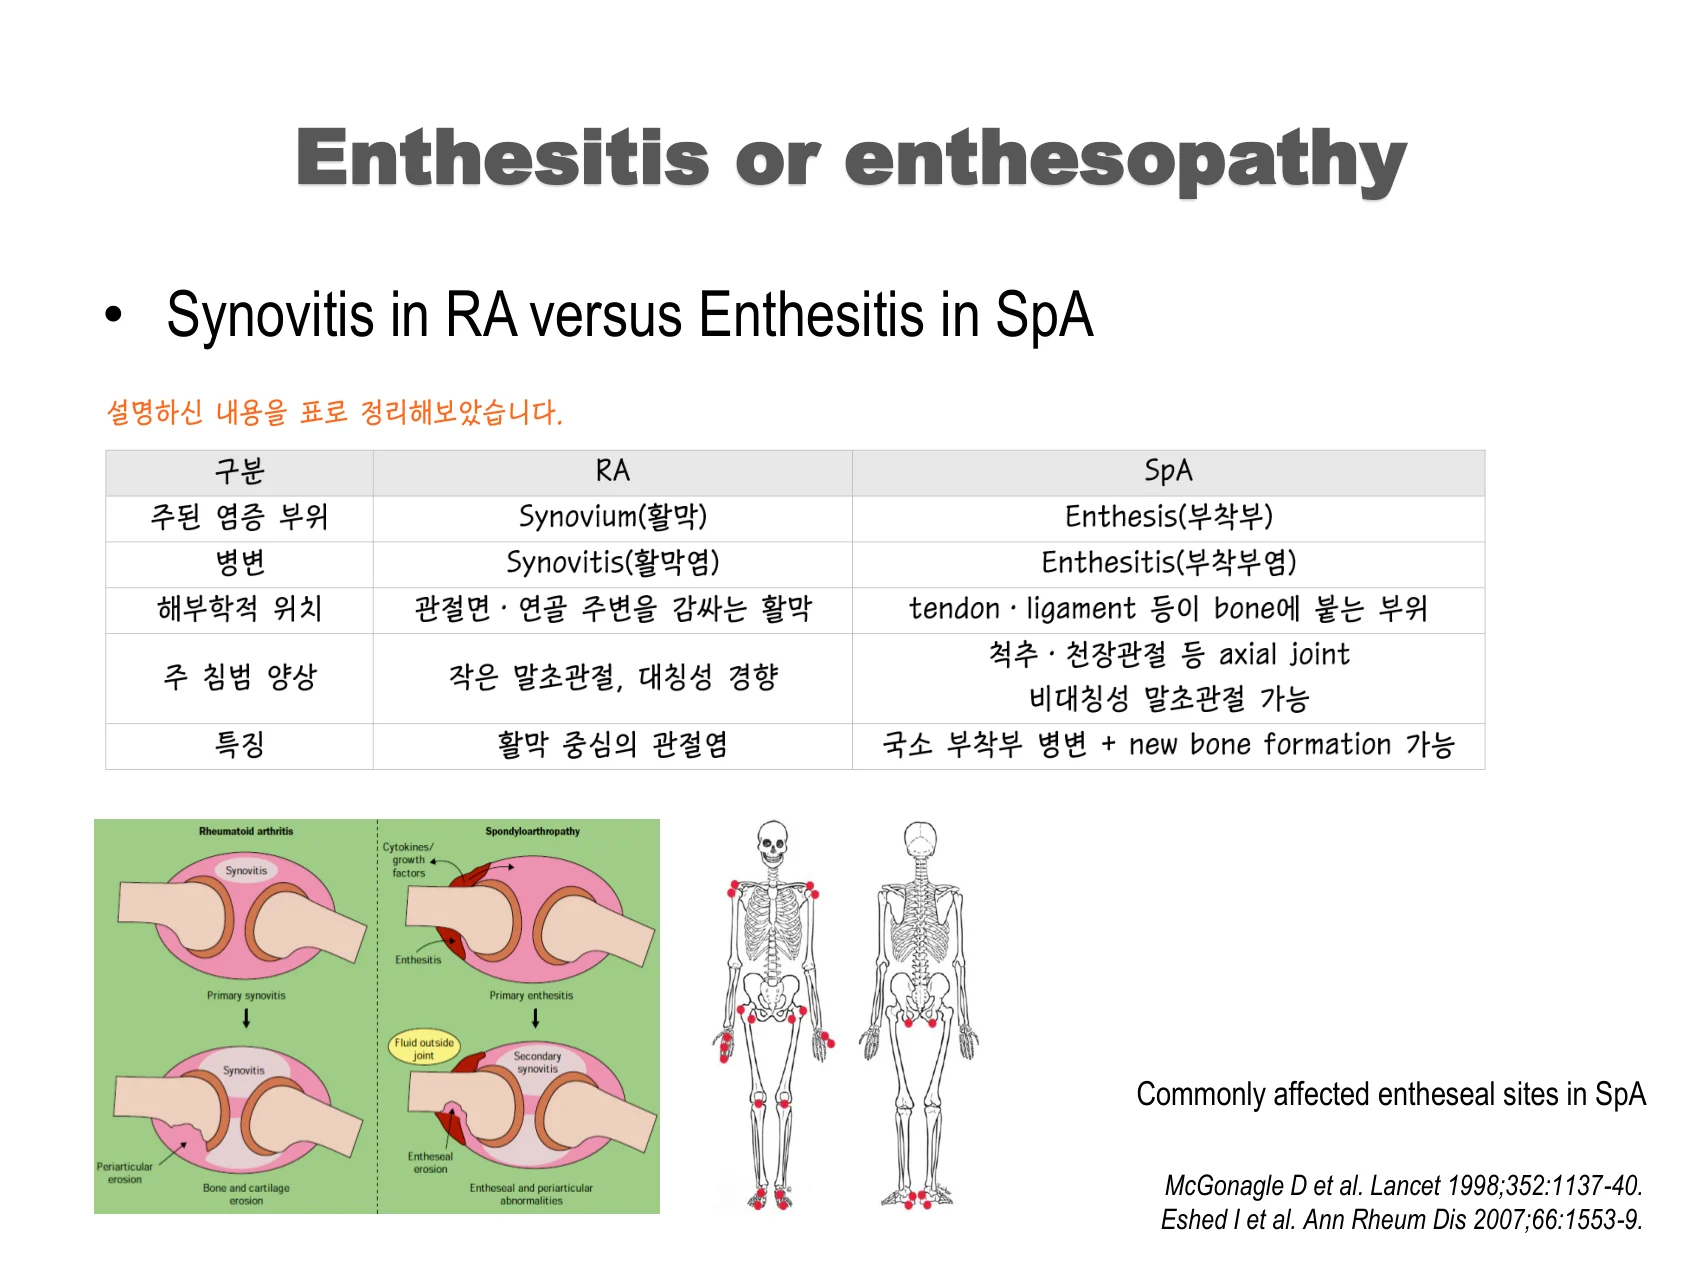 Enthesitis or enthesopathy
• Synovitis in RA versus Enthesitis in SpA
설명하신 내용을 표로 정리해보았습니다.
구분 RA SpA
주된 염증 부위 Synovium(활막) Enthesis(부착부)
병변 Synovitis(활막염) Enthesitis(부착부염)
해부학적 위치 관절면·연골 주변을 감싸는 활막 tendon·ligament 등이 bone에 붙는 부위
주 침범 양상 작은 말초관절, 대칭성 경향 척추·천장관절 등 axial joint
비대칭성 말초관절 가능
특징 활막 중심의 관절염 국소 부착부 병변 + new bone formation 가능
Rheumatoid arthritis
Synovitis
Primary synovitis
Synovitis
Periarticular
erosion
Bone and cartilage
erosion
Spondyloarthropathy
Cytokines/
growth
factors
Enthesitis
Primary enthesitis
Fluid outside
joint
Secondary
synovitis
Entheseal
erosion
Entheseal and periarticular
abnormalities
Commonly affected entheseal sites in SpA
McGonagle D et al. Lancet 1998;352:1137-40.
Eshed I et al. Ann Rheum Dis 2007;66:1553-9.